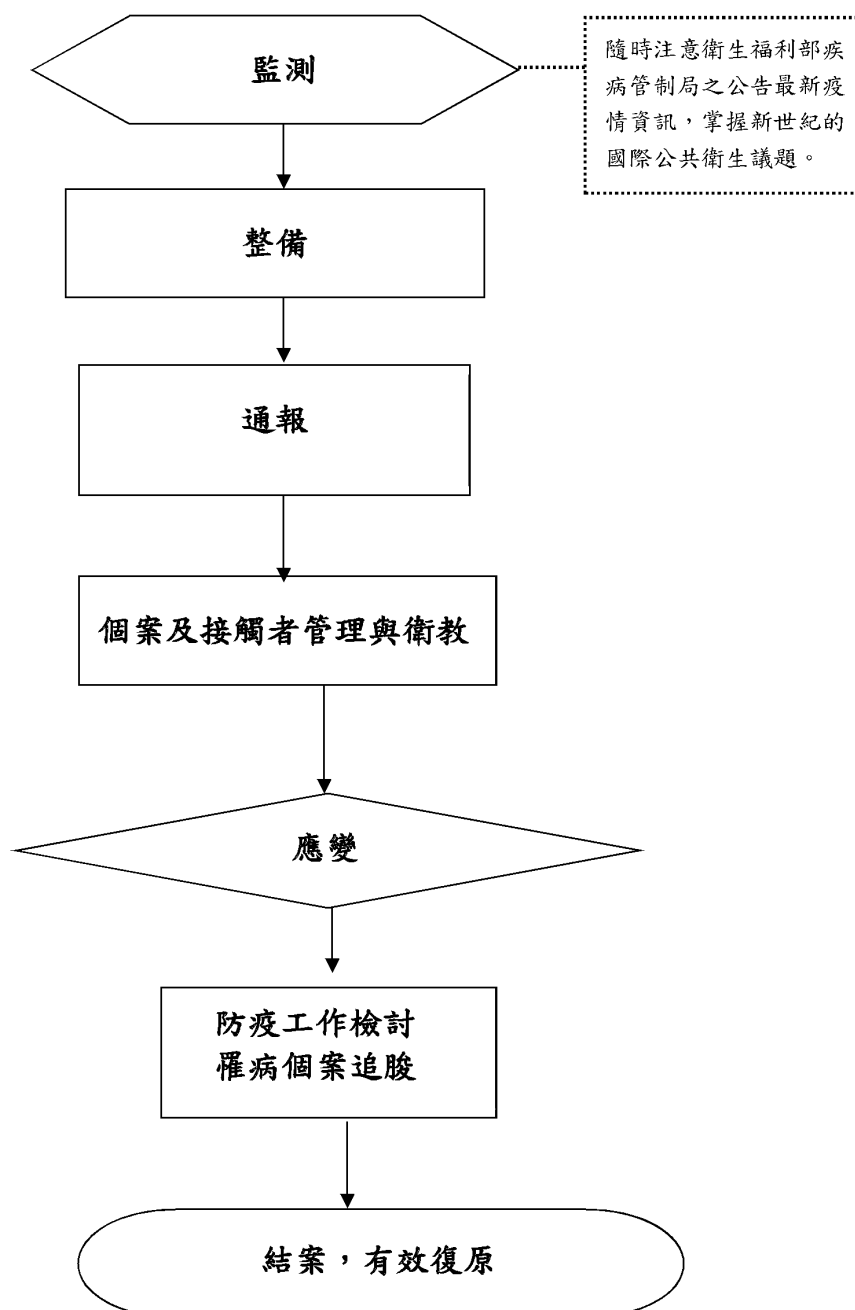 監測
隨時注意衛生福利部疾
病管制局之公告最新疫
情資訊，掌握新世紀的
國際公共衛生議題。
整備
通報
個案及接觸者管理與衛教
應變
防疫工作檢討
罹病個案追朘
結案，有效復原